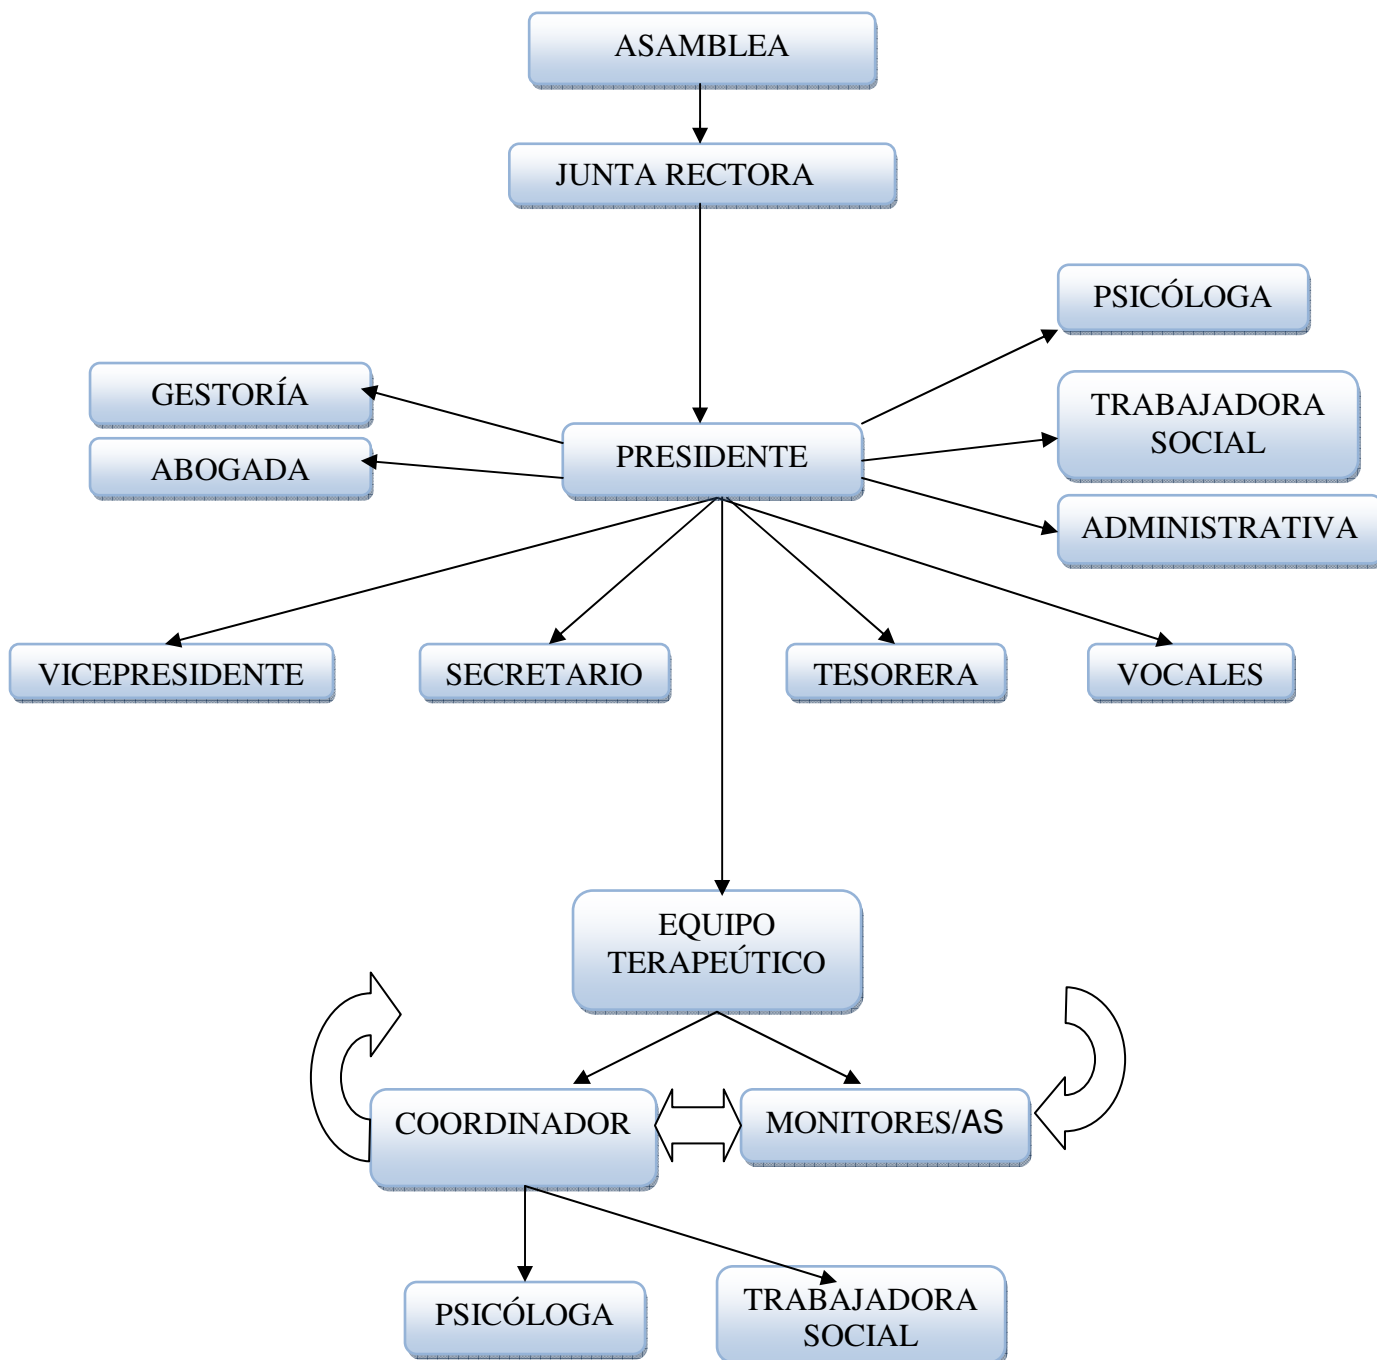 ASAMBLEA
JUNTA RECTORA
PSICÓLOGA
GESTORÍA
TRABAJADORA
SOCIAL
ABOGADA
PRESIDENTE
ADMINISTRATIVA
VICEPRESIDENTE
SECRETARIO
TESORERA
VOCALES
EQUIPO
TERAPEÚTICO
COORDINADOR
MONITORES/AS
PSICÓLOGA
TRABAJADORA
SOCIAL